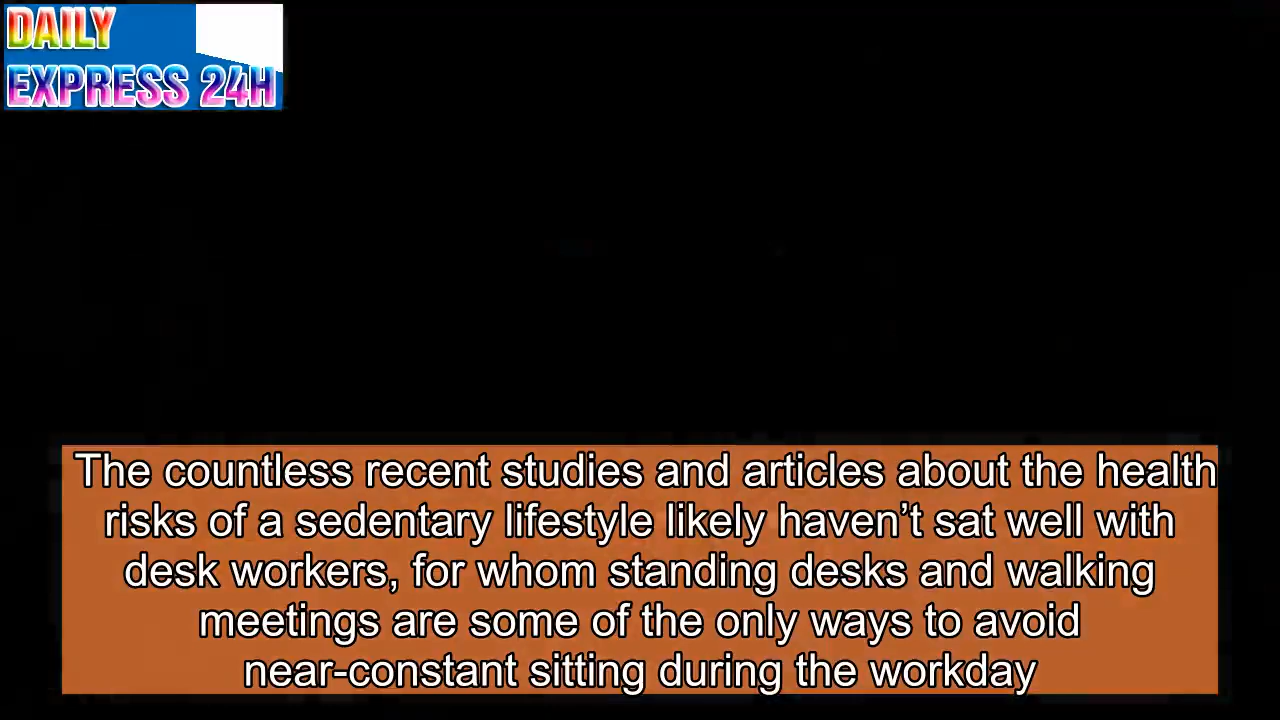 DAILY
EXPRESS 24H
The countless recent studies and articles about the health
risks of a sedentary lifestyle likely haven’t sat well with
desk workers, for whom standing desks and walking
meetings are some of the only ways to avoid
near-constant sitting during the workday